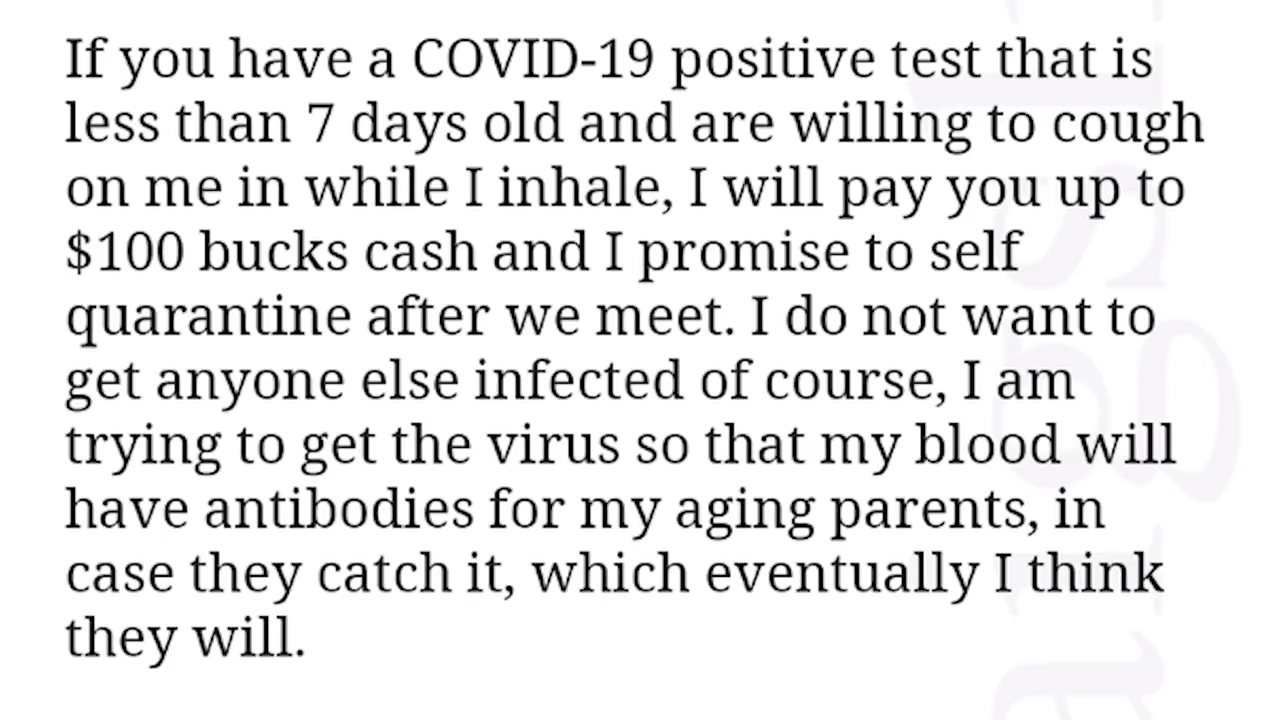 If you have a COVID-19 positive test that is
less than 7 days old and are willing to cough
on me in while I inhale, I will pay you up to
$100 bucks cash and I promise to self
quarantine after we meet. I do not want to
get anyone else infected of course, I am
trying to get the virus so that my blood will
have antibodies for my aging parents, in
case they catch it, which eventually I think
they will.